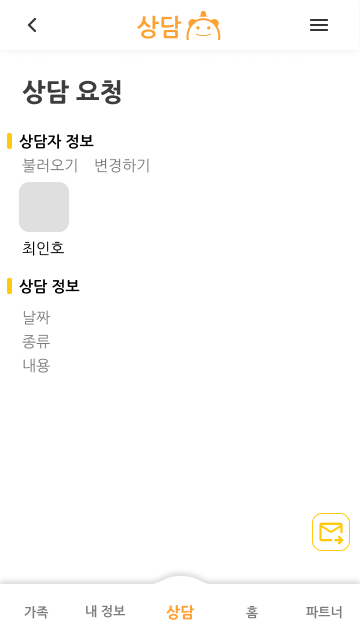 상담
상담 요청
상담자 정보
불러오기 변경하기
최인호
상담 정보
날짜
종류
내용
가족 내 정보 상담 홈 파트너